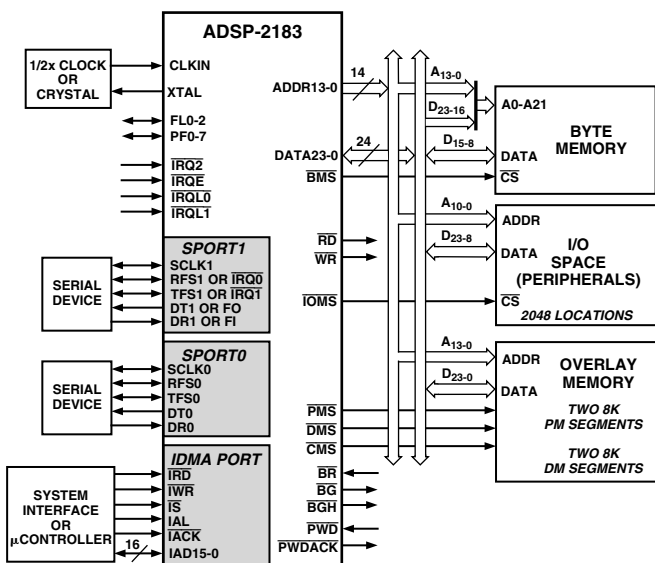 ADSP-2183
1/2x CLOCK
OR
CRYSTAL
CLKIN
XTAL
FL0-2
PF0-7
IRQ2
IRQE
IRQL0
IRQL1
SPORT1
SCLK1
RFS1 OR IRQ0
TFS1 OR IRQ1
DT1 OR FO
DR1 OR FI
SERIAL
DEVICE
SPORT0
SCLK0
RFS0
TFS0
DT0
DR0
SERIAL
DEVICE
IDMA PORT
IRD
IWR
IS
IAL
IACK
IAD15-0
16
SYSTEM
INTERFACE
OR
μCONTROLLER
ADDR13-0
14
DATA23-0
24
BMS
RD
WR
IOMS
PMS
DMS
CMS
BR
BG
BGH
PWD
PWDACK
A13-0
D23-16
D15-8
A0-A21
BYTE
MEMORY
DATA
CS
A10-0
D23-8
ADDR
I/O
SPACE
(PERIPHERALS)
DATA
CS
2048 LOCATIONS
A13-0
D23-0
ADDR
OVERLAY
MEMORY
DATA
TWO 8K
PM SEGMENTS
TWO 8K
DM SEGMENTS